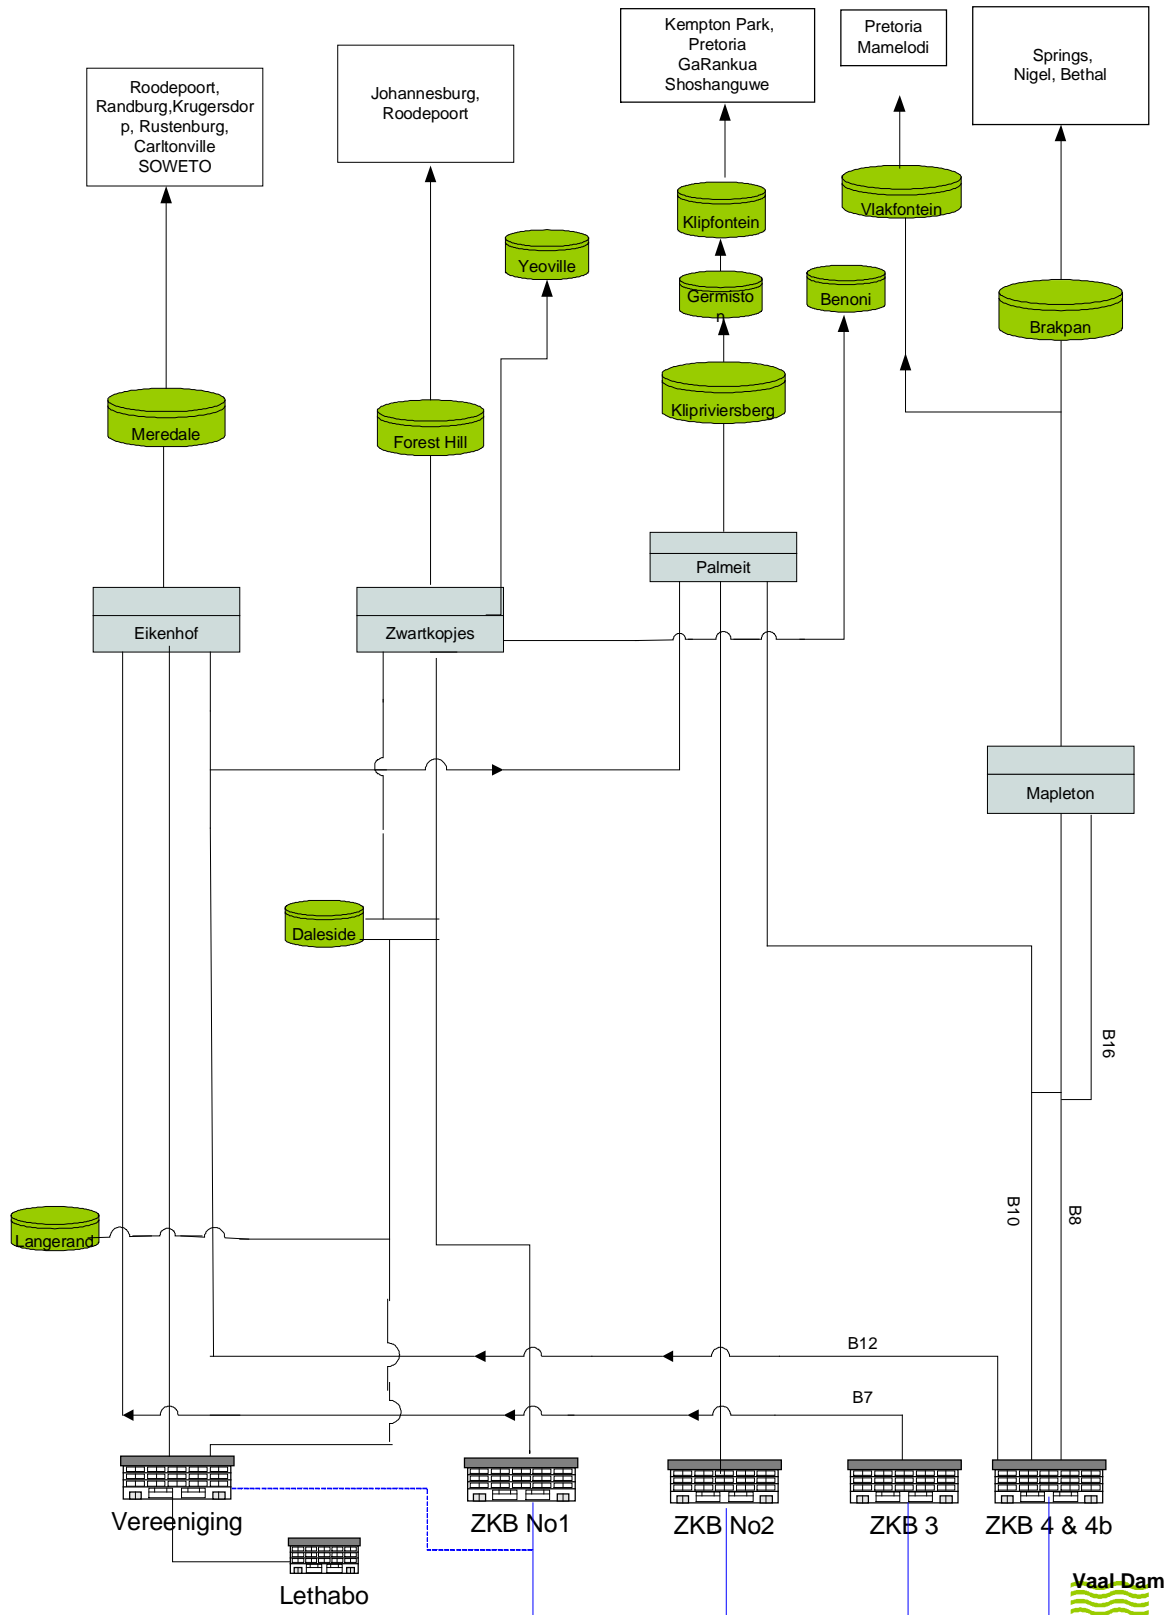 Kempton Park,
Pretoria
GaRankua
Shoshanguwe
Pretoria
Mamelodi
Springs,
Nigel, Bethal
Roodepoort,
Randburg,Krugersdor
p, Rustenburg,
Carltonville
SOWETO
Johannesburg,
Roodepoort
Klipfontein
Vlakfontein
Yeoville
Germisto
n
Benoni
Brakpan
Klipriviersberg
Meredale
Forest Hill
Palmeit
Eikenhof
Zwartkopjes
Mapleton
Daleside
B16
B10
B8
Langerand
B12
B7
Vereeniging
ZKB No1
ZKB No2
ZKB 3
ZKB 4 & 4b
Lethabo
Vaal Dam